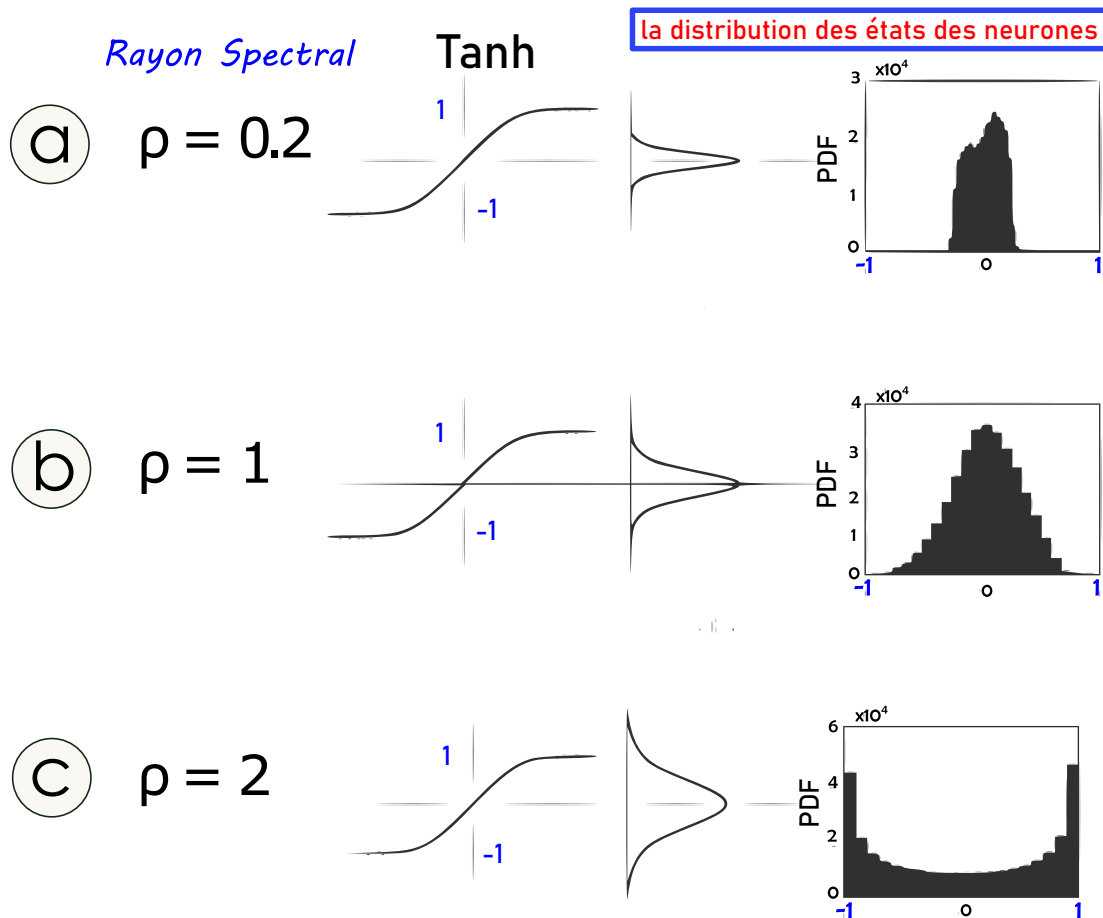 la distribution des états des neurones
Rayon Spectral
Tanh
a
ρ = 0.2
1
-1
PDF
x10⁴
3
2
1
0
-1
0
1
b
ρ = 1
1
-1
PDF
x10⁴
4
3
2
1
0
-1
0
1
c
ρ = 2
1
-1
PDF
x10⁴
6
4
2
0
-1
0
1